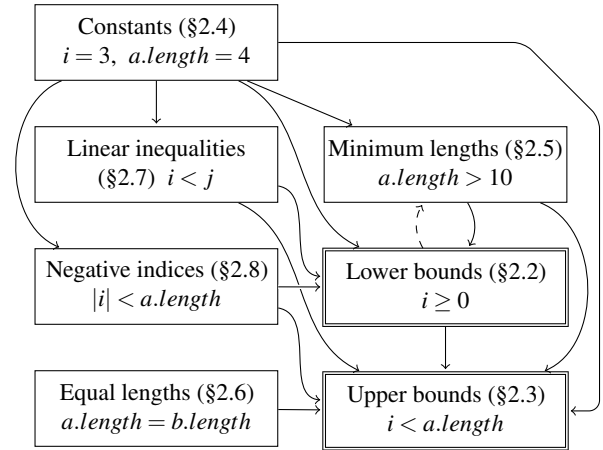 Constants (§2.4)
i = 3, a.length = 4
Linear inequalities
(§2.7) i < j
Minimum lengths (§2.5)
a.length > 10
Negative indices (§2.8)
|i| < a.length
Lower bounds (§2.2)
i ≥ 0
Equal lengths (§2.6)
a.length = b.length
Upper bounds (§2.3)
i < a.length